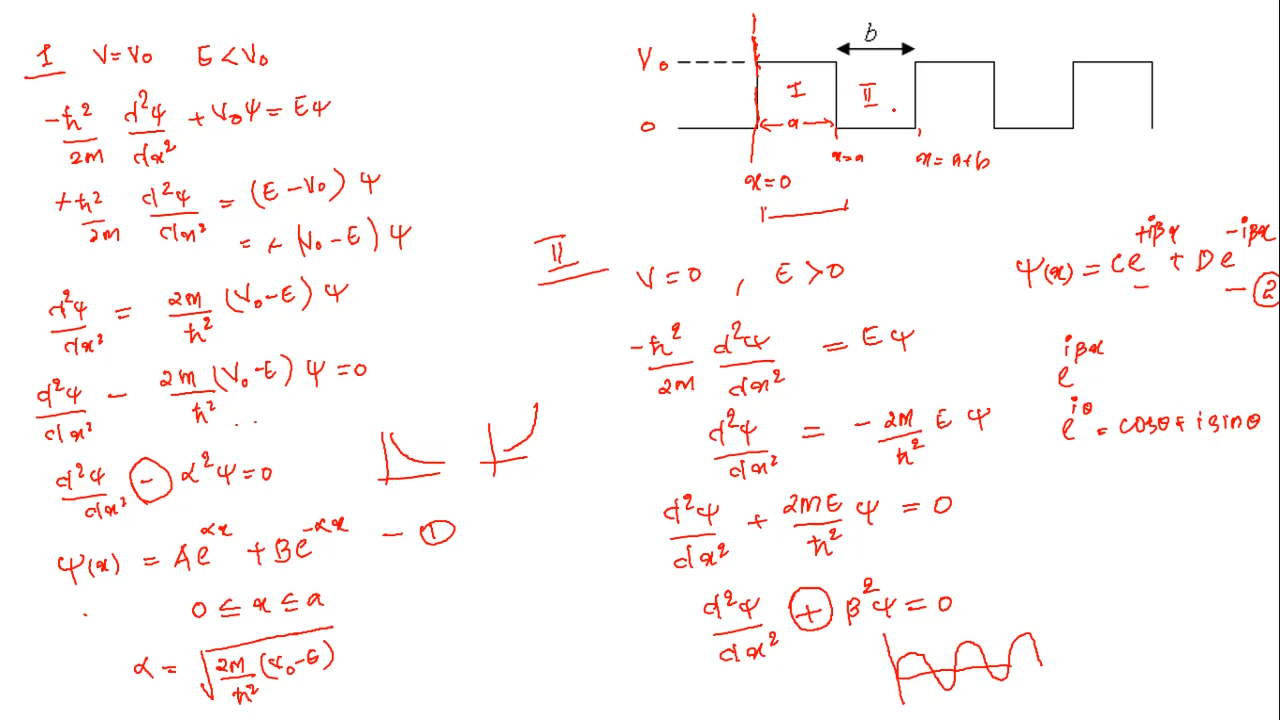 I V=V₀ E<V₀
-ħ²/2m d²ψ/dx² + V₀ψ = Eψ
+ħ²/2m d²ψ/dx² = (E-V₀) ψ
= + (V₀-E) ψ
d²ψ/dx² = 2m/ħ² (V₀-E) ψ
d²ψ/dx² - 2m/ħ² (V₀-E) ψ = 0
d²ψ/dx² - α²ψ = 0
ψ(x) = Ae^{αx} + Be^{-αx} - ①
0 ≤ x ≤ a
α = √(2m/ħ² (V₀-E))
b
V₀
I II
0
a
x=0 x=a x=a+b
II
V=0, E>0
-ħ²/2m d²ψ/dx² = Eψ
d²ψ/dx² = - 2m/ħ² E ψ
d²ψ/dx² + 2mE/ħ² ψ = 0
d²ψ/dx² + β²ψ = 0
ψ(x) = Ce^{+iβx} + De^{-iβx}
- ②
e^{iβx}
e^{iθ} = cosθ + i sinθ